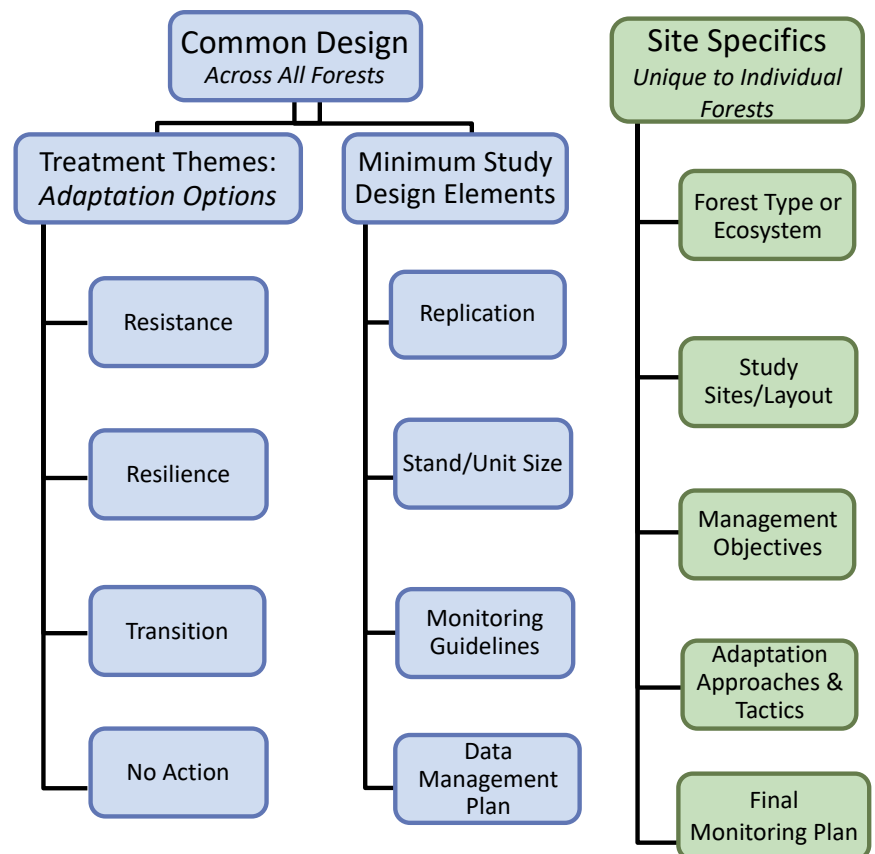 Common Design
Across All Forests
Treatment Themes:
Adaptation Options
Resistance
Resilience
Transition
No Action
Minimum Study
Design Elements
Replication
Stand/Unit Size
Monitoring
Guidelines
Data
Management
Plan
Site Specifics
Unique to Individual
Forests
Forest Type or
Ecosystem
Study
Sites/Layout
Management
Objectives
Adaptation
Approaches &
Tactics
Final
Monitoring Plan